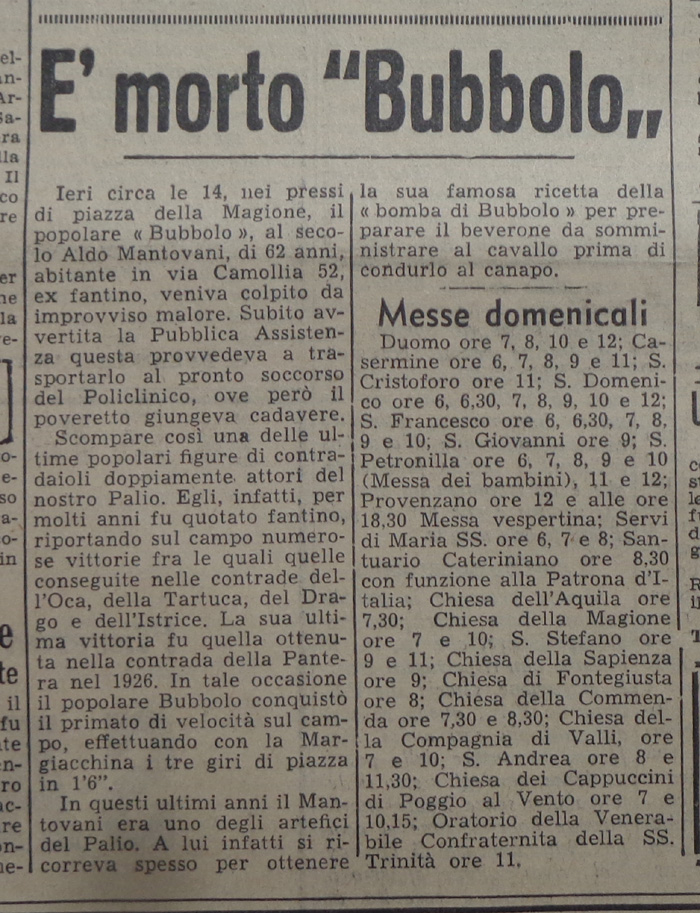 E' morto "Bubbolo„
Ieri circa le 14, nei pressi
di piazza della Magione, il
popolare « Bubbolo », al seco-
lo Aldo Mantovani, di 62 anni,
abitante in via Camollia 52,
ex fantino, veniva colpito da
improvviso malore. Subito av-
vertita la Pubblica Assisten-
za questa provvedeva a tra-
sportarlo al pronto soccorso
del Policlinico, ove però il
poveretto giungeva cadavere.
Scompare così una delle ul-
time popolari figure di contra-
daioli doppiamente attori del
nostro Palio. Egli, infatti, per
molti anni fu quotato fantino,
riportando sul campo numero-
se vittorie fra le quali quelle
conseguite nelle contrade del-
l'Oca, della Tartuca, del Dra-
go e dell'Istrice. La sua ulti-
ma vittoria fu quella ottenu-
ta nella contrada della Pante-
ra nel 1926. In tale occasione
il popolare Bubbolo conquistò
il primato di velocità sul cam-
po, effettuando con la Mar-
giacchina i tre giri di piazza
in 1'6".
In questi ultimi anni il Man-
tovani era uno degli artefici
del Palio. A lui infatti si ri-
correva spesso per ottenere
la sua famosa ricetta della
« bomba di Bubbolo » per pre-
parare il beverone da sommi-
nistrare al cavallo prima di
condurlo al canapo.
Messe domenicali
Duomo ore 7, 8, 10 e 12; Ca-
sermine ore 6, 7, 8, 9 e 11; S.
Cristoforo ore 11; S. Domeni-
co ore 6, 6,30, 7, 8, 9, 10 e 12;
S. Francesco ore 6, 6,30, 7, 8,
9 e 10; S. Giovanni ore 9; S.
Petronilla ore 6, 7, 8, 9 e 10
(Messa dei bambini), 11 e 12;
Provenzano ore 12 e alle ore
18,30 Messa vespertina; Servi
di Maria SS. ore 6, 7 e 8; San-
tuario Cateriniano ore 8,30
con funzione alla Patrona d'I-
talia; Chiesa dell'Aquila ore
7,30; Chiesa della Magione
ore 7 e 10; S. Stefano ore
9 e 11; Chiesa della Sapienza
ore 9; Chiesa di Fontegiusta
ore 8; Chiesa della Commen-
da ore 7,30 e 8,30; Chiesa del-
la Compagnia di Valli, ore
7 e 10; S. Andrea ore 8 e
11,30; Chiesa dei Cappuccini
di Poggio al Vento ore 7 e
10,15; Oratorio della Venera-
bile Confraternita della SS.
Trinità ore 11.